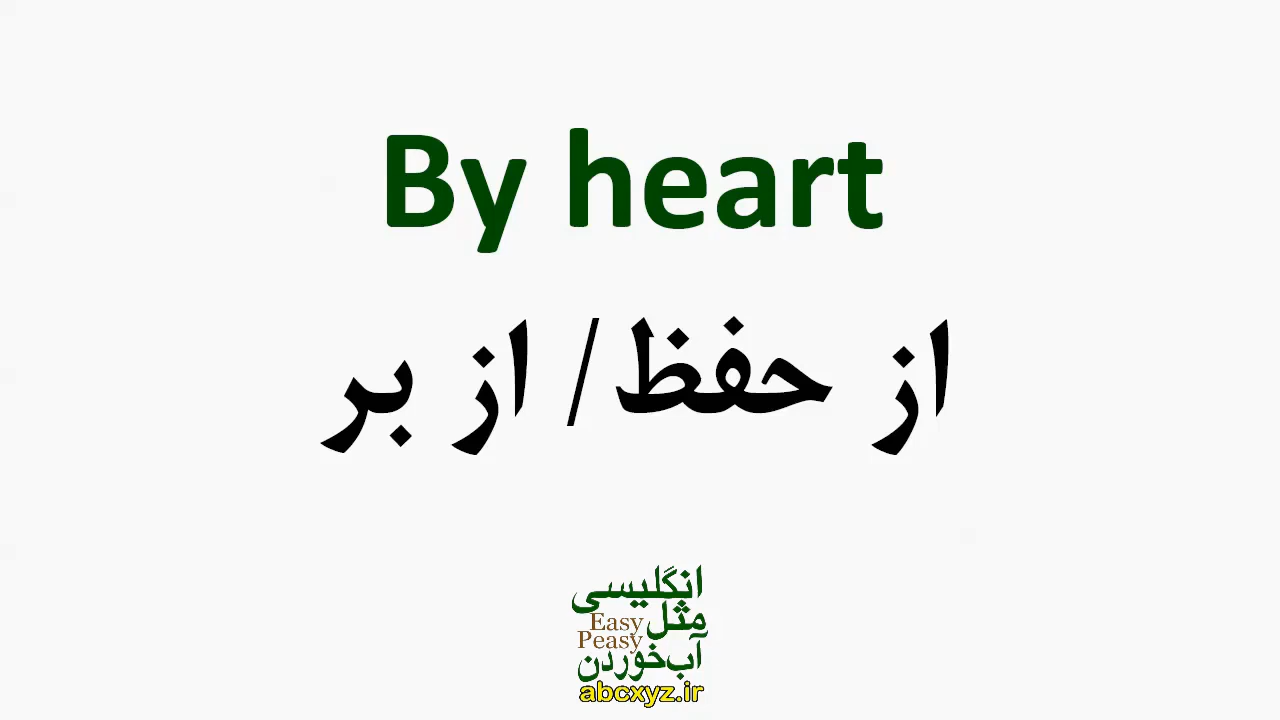 By heart
از حفظ/ از بر
انگلیسی
مثل Easy
Peasy
آب‌خوردن
abcxyz.ir